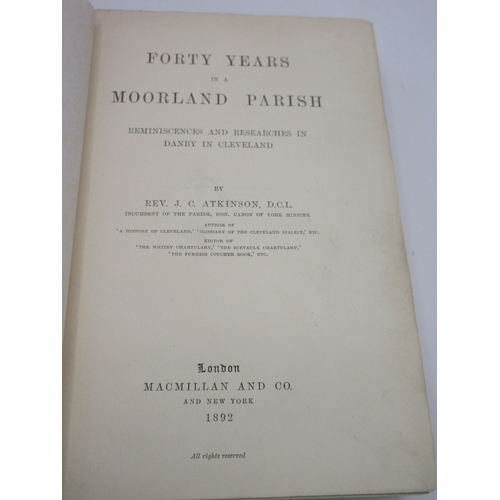 FORTY YEARS
IN A
MOORLAND PARISH
REMINISCENCES AND RESEARCHES IN
DANBY IN CLEVELAND
BY
REV. J. C. ATKINSON, D.C.L.
INCUMBENT OF THE PARISH, HON. CANON OF YORK MINSTER
AUTHOR OF
'A HISTORY OF CLEVELAND,' 'GLOSSARY OF THE CLEVELAND DIALECT,' ETC.
EDITOR OF
'THE WHITBY CHARTULARY,' 'THE RIEVAULX CHARTULARY,'
'THE FURNESS COUCHER BOOK,' ETC.
London
MACMILLAN AND CO.
AND NEW YORK
1892
All rights reserved